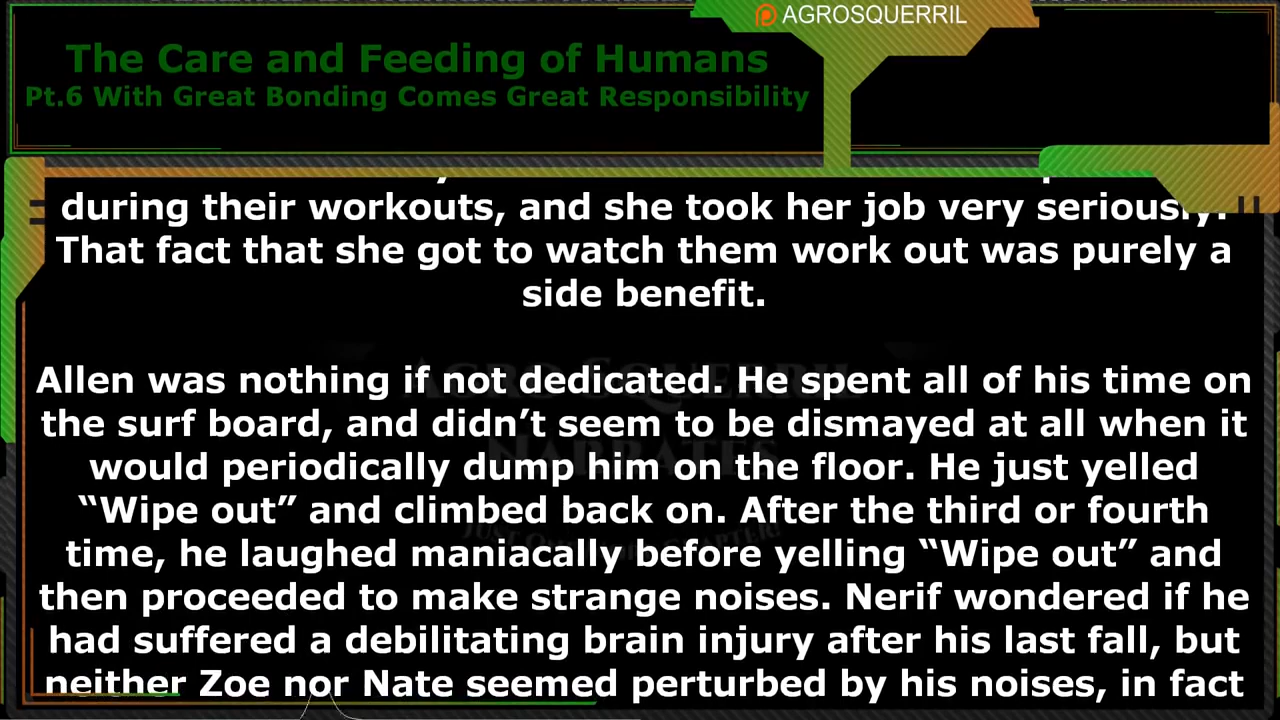 AGROSQUERRIL
The Care and Feeding of Humans
Pt.6 With Great Bonding Comes Great Responsibility
during their workouts, and she took her job very seriously.
That fact that she got to watch them work out was purely a
side benefit.
Allen was nothing if not dedicated. He spent all of his time on
the surf board, and didn’t seem to be dismayed at all when it
would periodically dump him on the floor. He just yelled
“Wipe out” and climbed back on. After the third or fourth
time, he laughed maniacally before yelling “Wipe out” and
then proceeded to make strange noises. Nerif wondered if he
had suffered a debilitating brain injury after his last fall, but
neither Zoe nor Nate seemed perturbed by his noises, in fact